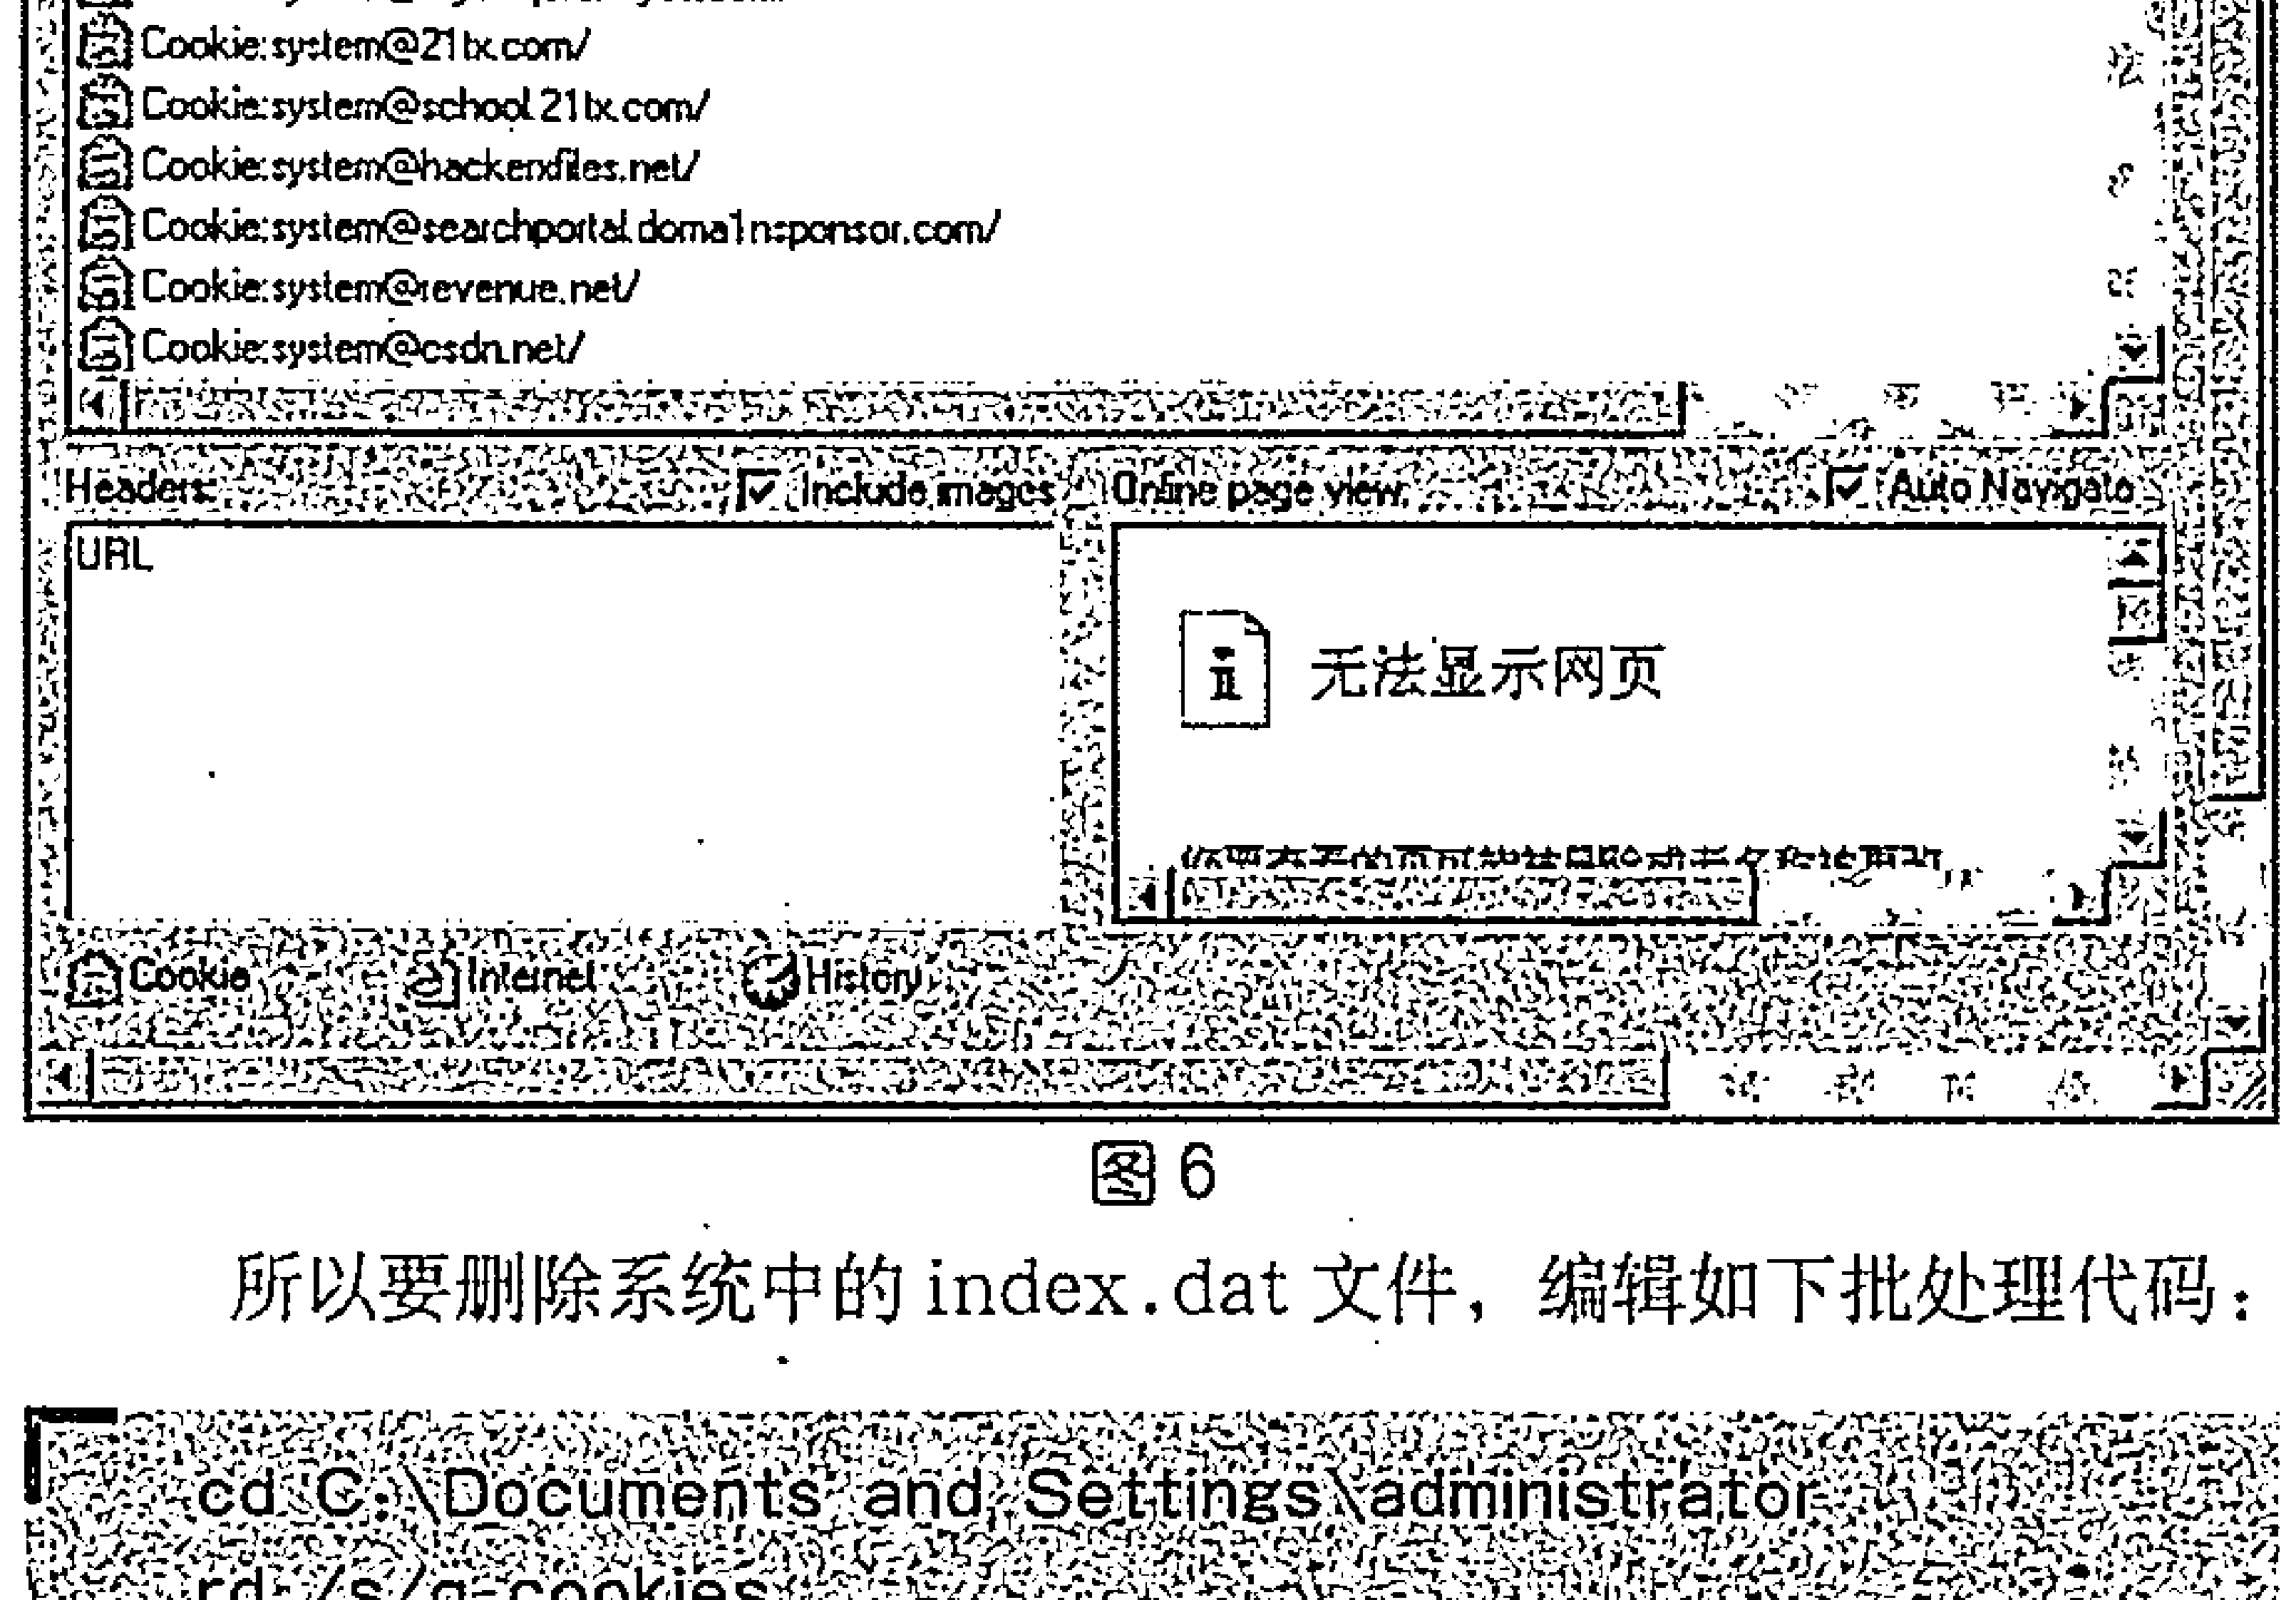 Cookie:system@21tx.com/
Cookie:system@school.21tx.com/
Cookie:system@hackerxfiles.net/
Cookie:system@searchportal.doma1nsponsor.com/
Cookie:system@revenue.net/
Cookie:system@csdn.net/
Headers: Include images Online page view: Auto Navigate
URL
无法显示网页
Cookie Internet History
图 6
所以要删除系统中的 index.dat 文件，编辑如下批处理代码：
cd C:\Documents and Settings\administrator
rd /s/q cookies